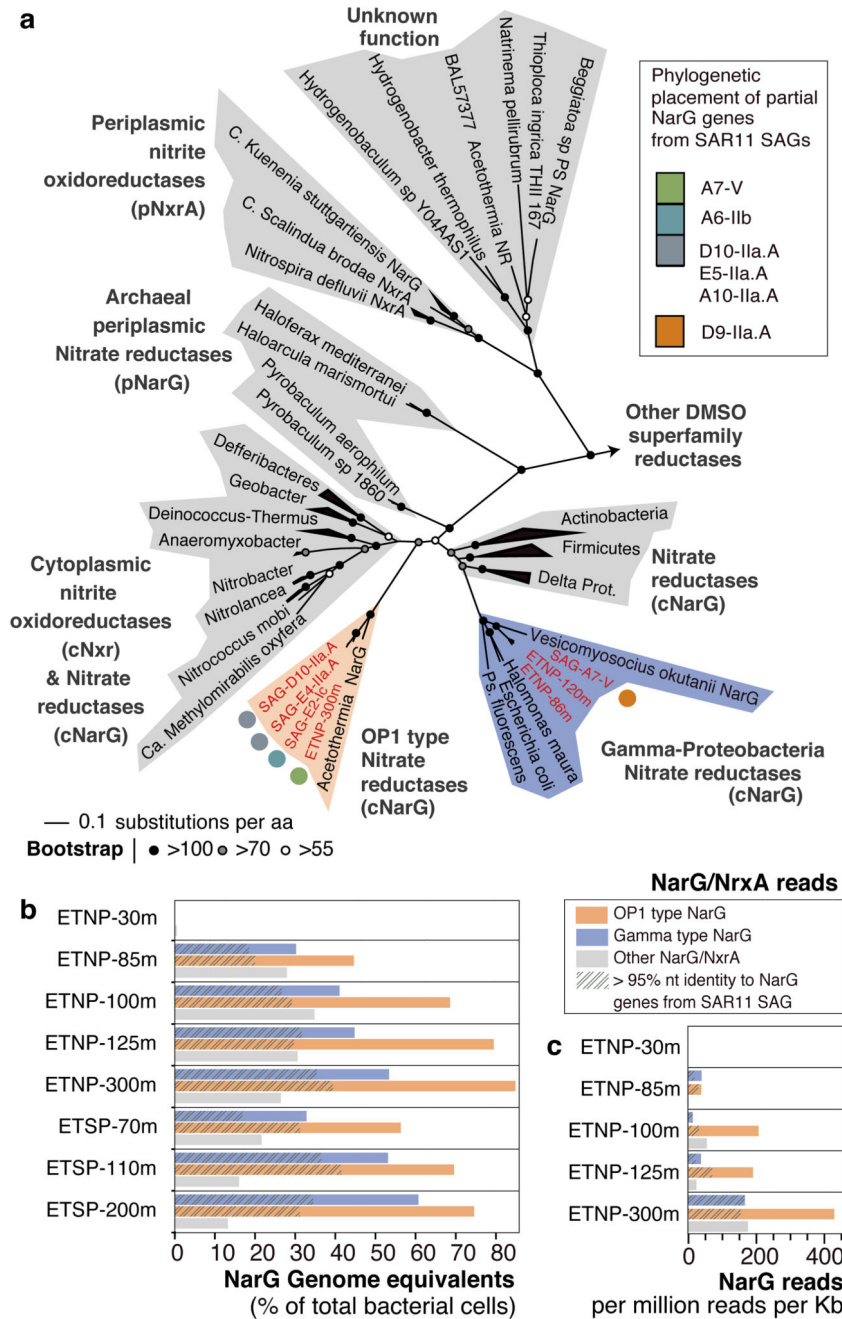 a
Unknown
function
Beggiatoa sp PS NarG
Thioploca ingrica THII 167
Natrinema pellirubrum
BAL57377 Acetothermia NR
Hydrogenobacter thermophilus
Hydrogenobaculum sp Y04AAS1
Periplasmic
nitrite
oxidoreductases
(pNxrA)
C. Kuenenia stuttgartiensis NarG
C. Scalindua brodae NxrA
Nitrospira defluvii NxrA
Phylogenetic
placement of partial
NarG genes
from SAR11 SAGs
A7-V
A6-IIb
D10-IIa.A
E5-IIa.A
A10-IIa.A
D9-IIa.A
Archaeal
periplasmic
Nitrate reductases
(pNarG)
Haloferax mediterranei
Haloarcula marismortui
Pyrobaculum aerophilum
Pyrobaculum sp 1860
Other DMSO
superfamily
reductases
Defferibacteres
Geobacter
Deinococcus-Thermus
Anaeromyxobacter
Nitrobacter
Nitrolancea
Nitrococcus mobi
Ca. Methylomirabilis oxyfera
Cytoplasmic
nitrite
oxidoreductases
(cNxr)
& Nitrate
reductases
(cNarG)
Actinobacteria
Firmicutes
Delta Prot.
Nitrate
reductases
(cNarG)
SAG-D10-IIa.A
SAG-E4-IIa.A
SAG-E2-Ic
ETNP-300m
Acetothermia NarG
OP1 type
Nitrate
reductases
(cNarG)
Vesicomyosocius okutanii NarG
SAG-A7-V
ETNP-120m
ETNP-86m
Halomonas maura
Escherichia coli
Ps. fluorescens
Gamma-Proteobacteria
Nitrate reductases
(cNarG)
0.1 substitutions per aa
Bootstrap | >100 >70 >55
NarG/NrxA reads
OP1 type NarG
Gamma type NarG
Other NarG/NxrA
> 95% nt identity to NarG
genes from SAR11 SAG
b
ETNP-30m
ETNP-85m
ETNP-100m
ETNP-125m
ETNP-300m
ETSP-70m
ETSP-110m
ETSP-200m
0 10 20 30 40 50 60 70 80
NarG Genome equivalents
(% of total bacterial cells)
c
ETNP-30m
ETNP-85m
ETNP-100m
ETNP-125m
ETNP-300m
0 200 400
NarG reads
per million reads per Kb